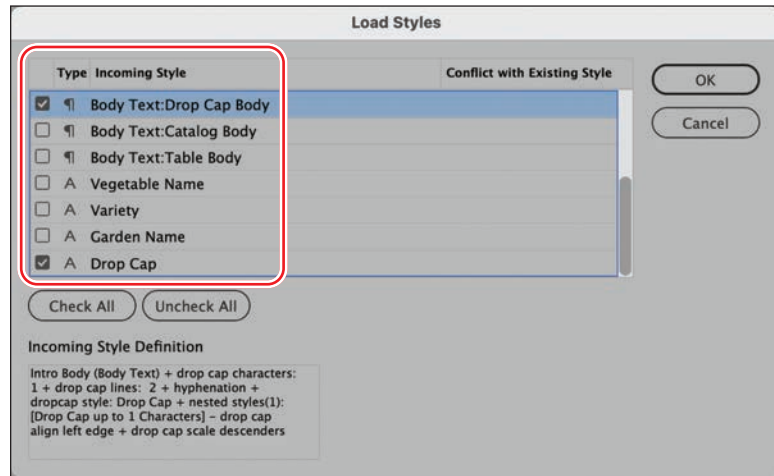 Load Styles
Type Incoming Style Conflict with Existing Style
¶ Body Text:Drop Cap Body
¶ Body Text:Catalog Body
¶ Body Text:Table Body
A Vegetable Name
A Variety
A Garden Name
A Drop Cap
OK
Cancel
Check All Uncheck All
Incoming Style Definition
Intro Body (Body Text) + drop cap characters:
1 + drop cap lines: 2 + hyphenation +
dropcap style: Drop Cap + nested styles(1):
[Drop Cap up to 1 Characters] - drop cap
align left edge + drop cap scale descenders